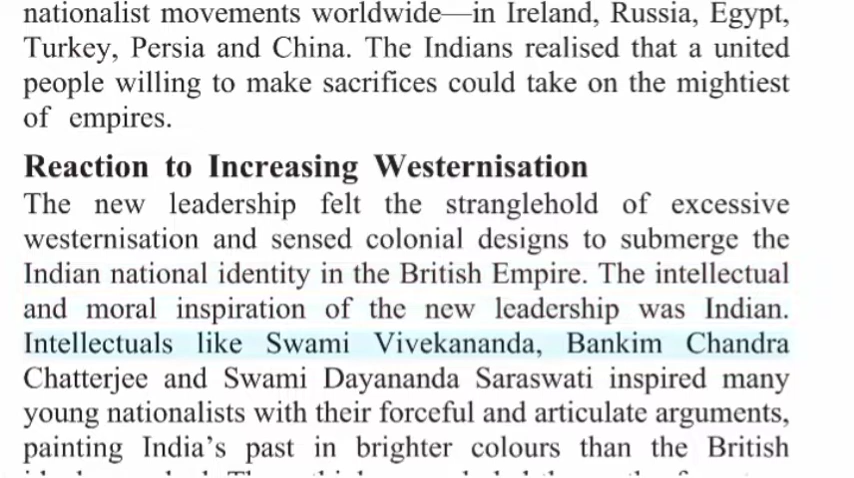 nationalist movements worldwide—in Ireland, Russia, Egypt,
Turkey, Persia and China. The Indians realised that a united
people willing to make sacrifices could take on the mightiest
of empires.
Reaction to Increasing Westernisation
The new leadership felt the stranglehold of excessive
westernisation and sensed colonial designs to submerge the
Indian national identity in the British Empire. The intellectual
and moral inspiration of the new leadership was Indian.
Intellectuals like Swami Vivekananda, Bankim Chandra
Chatterjee and Swami Dayananda Saraswati inspired many
young nationalists with their forceful and articulate arguments,
painting India’s past in brighter colours than the British